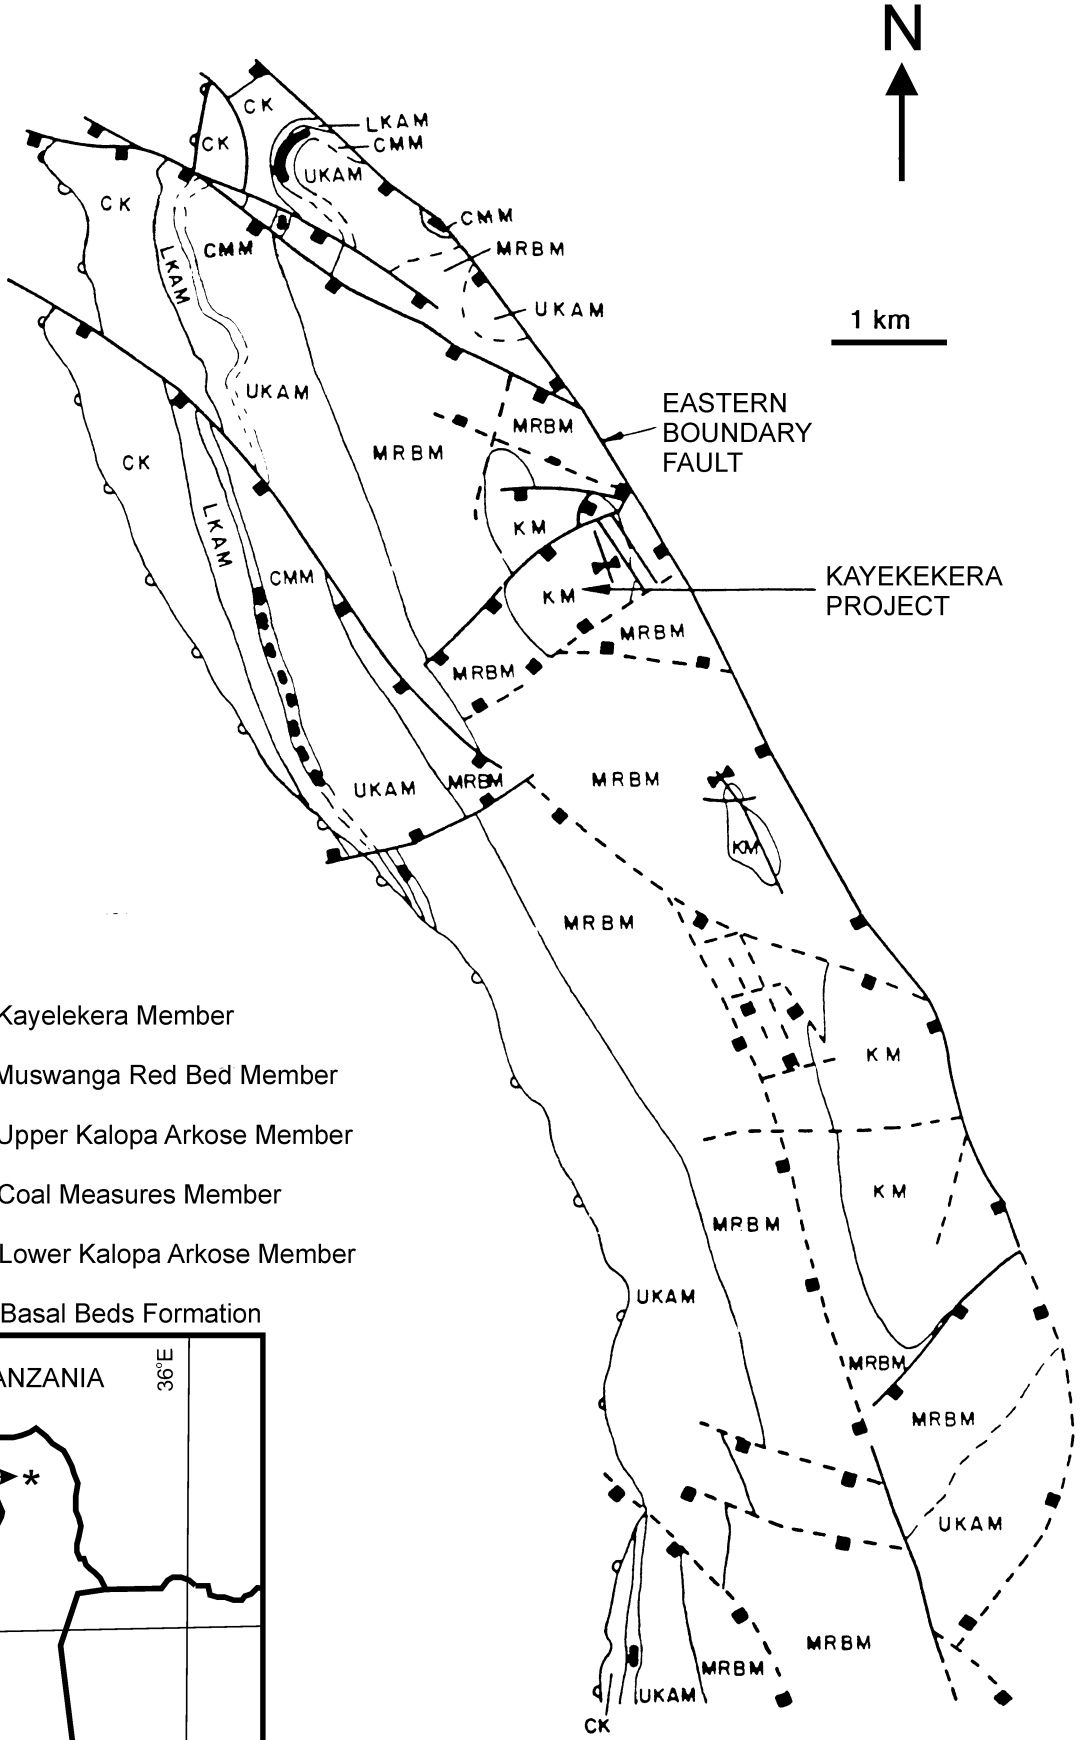 N
CK
LKAM
CMM
CK
UKAM
CK
CMM
CMM
MRBM
LKAM
UKAM
1 km
UKAM
EASTERN
BOUNDARY
FAULT
MRBM
MRBM
CK
LKAM
KM
CMM
KAYEKEKERA
PROJECT
KM
MRBM
MRBM
UKAM
MRBM
MRBM
KM
MRBM
Kayelekera Member
KM
Muswanga Red Bed Member
Upper Kalopa Arkose Member
Coal Measures Member
KM
MRBM
Lower Kalopa Arkose Member
UKAM
Basal Beds Formation
36°E
ANZANIA
MRBM
MRBM
*
UKAM
MRBM
MRBM
UKAM
CK